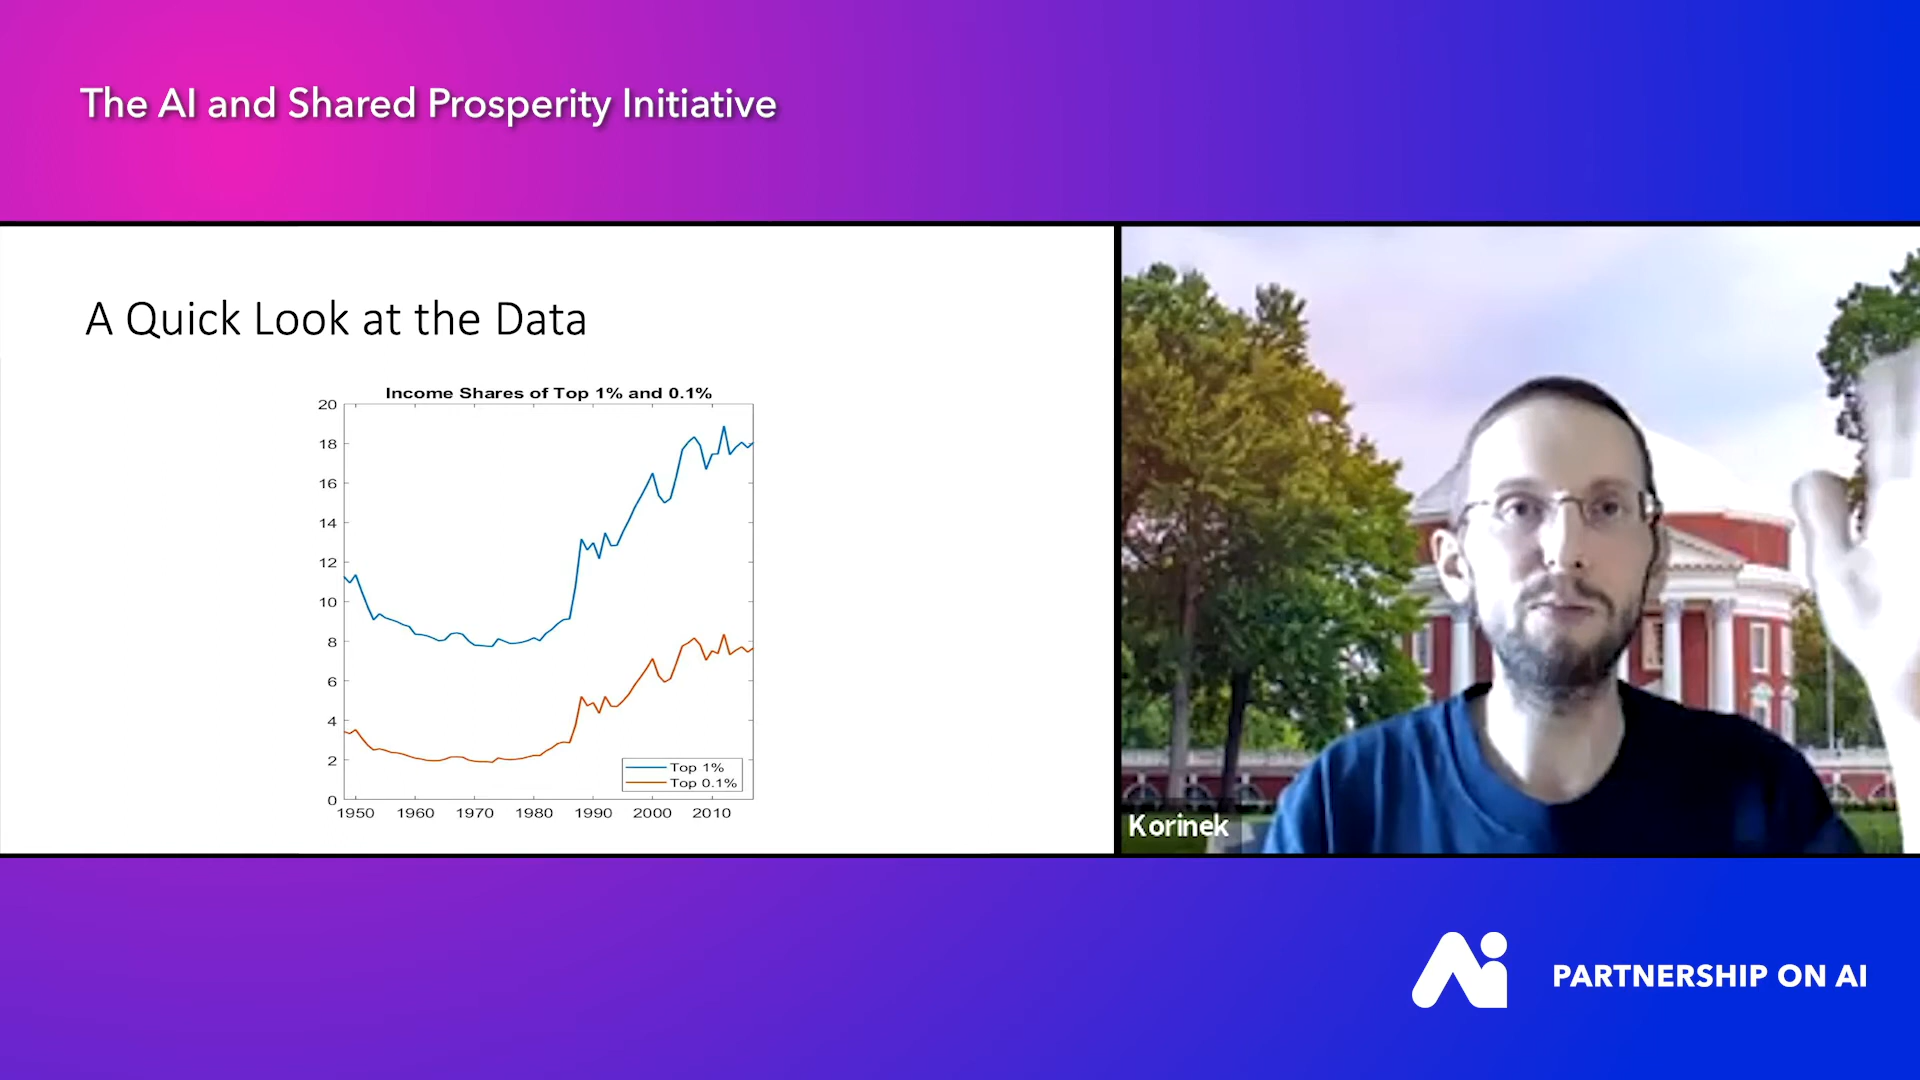 The AI and Shared Prosperity Initiative
A Quick Look at the Data
Income Shares of Top 1% and 0.1%
20
18
16
14
12
10
8
6
4
2
0
1950 1960 1970 1980 1990 2000 2010
Top 1%
Top 0.1%
Korinek
Ai PARTNERSHIP ON AI